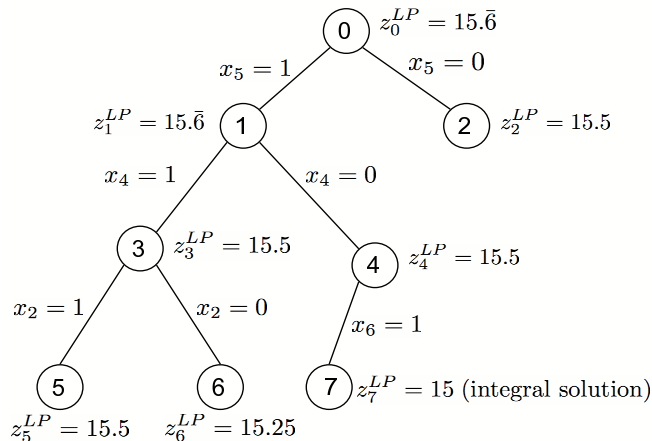 0 z_0^{LP} = 15.6̄
x_5 = 1 x_5 = 0
z_1^{LP} = 15.6̄ 1 2 z_2^{LP} = 15.5
x_4 = 1 x_4 = 0
3 z_3^{LP} = 15.5 4 z_4^{LP} = 15.5
x_2 = 1 x_2 = 0 x_6 = 1
5 6 7 z_7^{LP} = 15 (integral solution)
z_5^{LP} = 15.5 z_6^{LP} = 15.25